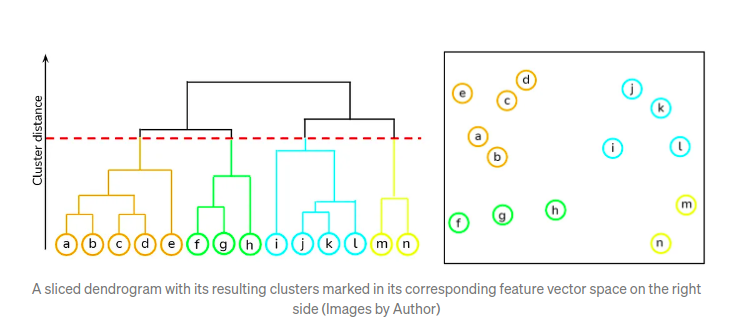 Cluster distance
a b c d e f g h i j k l m n
d
e
c
j
k
a
b
i
l
m
h
g
f
n
A sliced dendrogram with its resulting clusters marked in its corresponding feature vector space on the right
side (Images by Author)